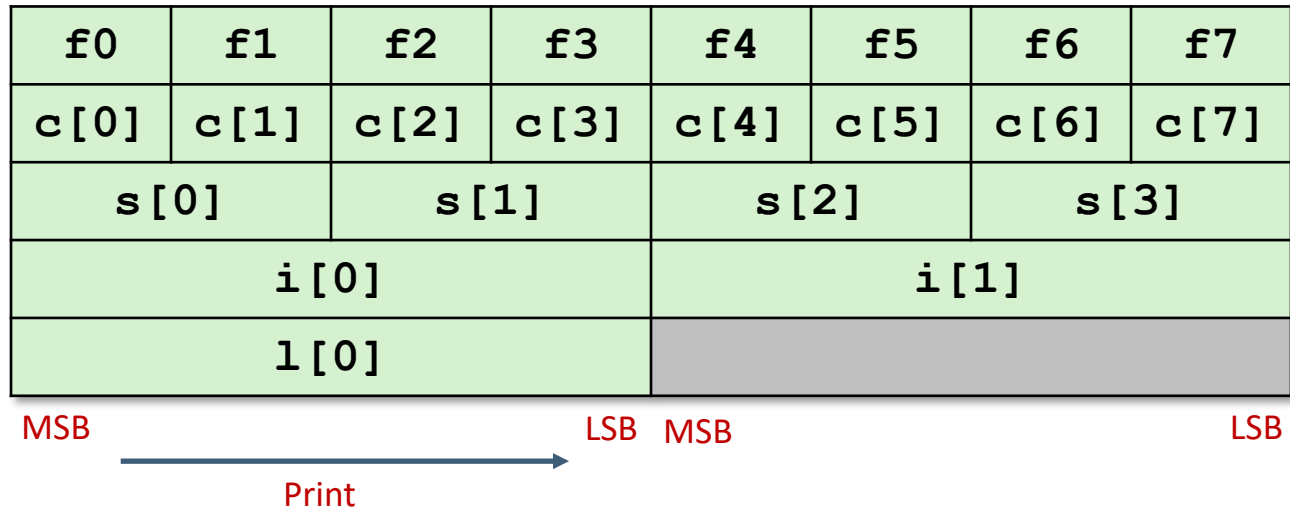 f0 f1 f2 f3 f4 f5 f6 f7
c[0] c[1] c[2] c[3] c[4] c[5] c[6] c[7]
s[0] s[1] s[2] s[3]
i[0] i[1]
l[0]
MSB LSB MSB LSB
Print